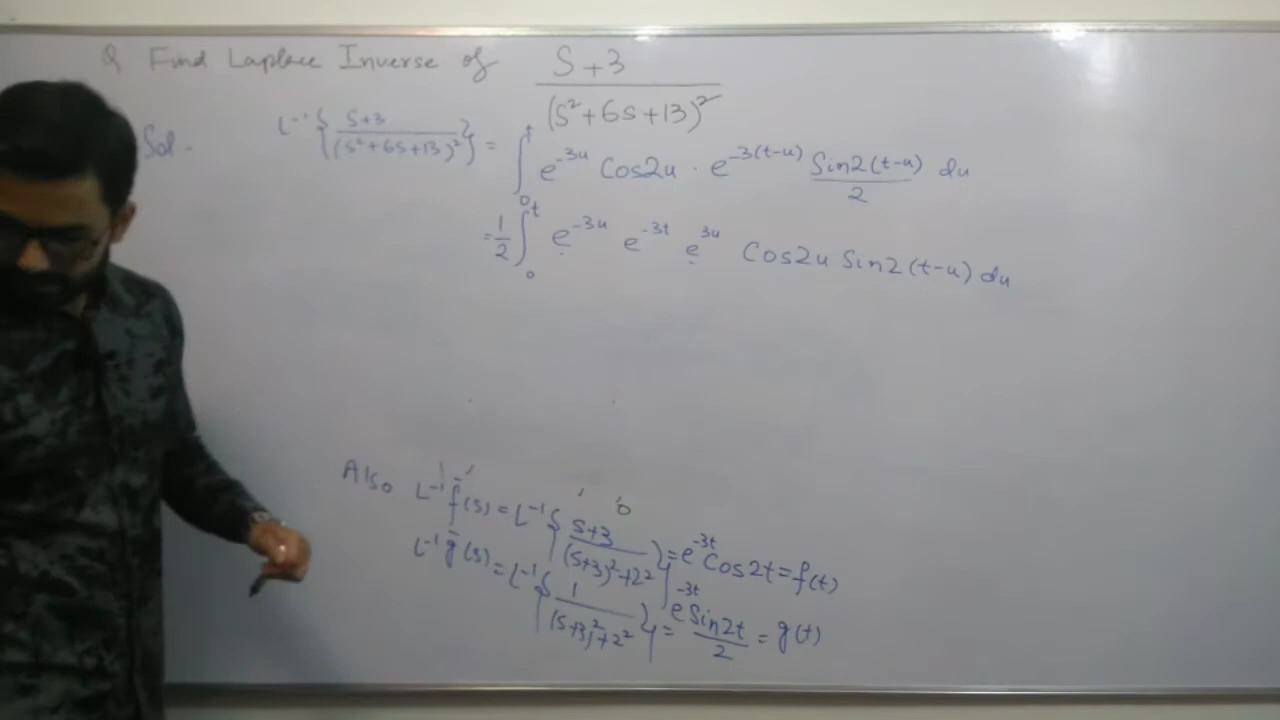 Q Find Laplace Inverse of S+3 / (S²+6S+13)²
Sol. L⁻¹{S+3 / (S²+6S+13)²} = ∫₀ᵗ e^{-3u} Cos2u · e^{-3(t-u)} Sin2(t-u)/2 du
= 1/2 ∫₀ᵗ e^{-3u} e^{-3t} e^{3u} Cos2u Sin2(t-u) du
Also L⁻¹ f̄(s) = L⁻¹{S+3 / (S+3)²+2²} = e^{-3t} Cos2t = f(t)
L⁻¹ ḡ(s) = L⁻¹{1 / (S+3)²+2²} = e^{-3t} Sin2t/2 = g(t)